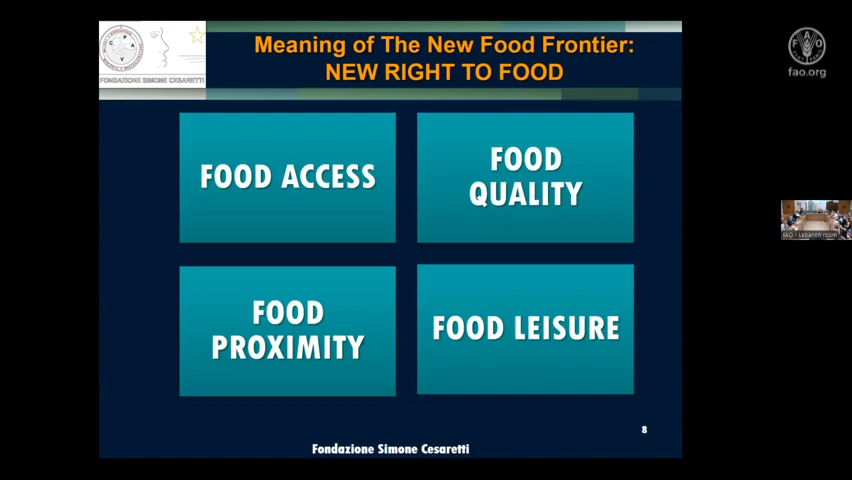 FONDAZIONE SIMONE CESARETTI
Meaning of The New Food Frontier:
NEW RIGHT TO FOOD
FAO
fao.org
FOOD ACCESS
FOOD
QUALITY
FOOD
PROXIMITY
FOOD LEISURE
FAO - Lebanon room
8
Fondazione Simone Cesaretti